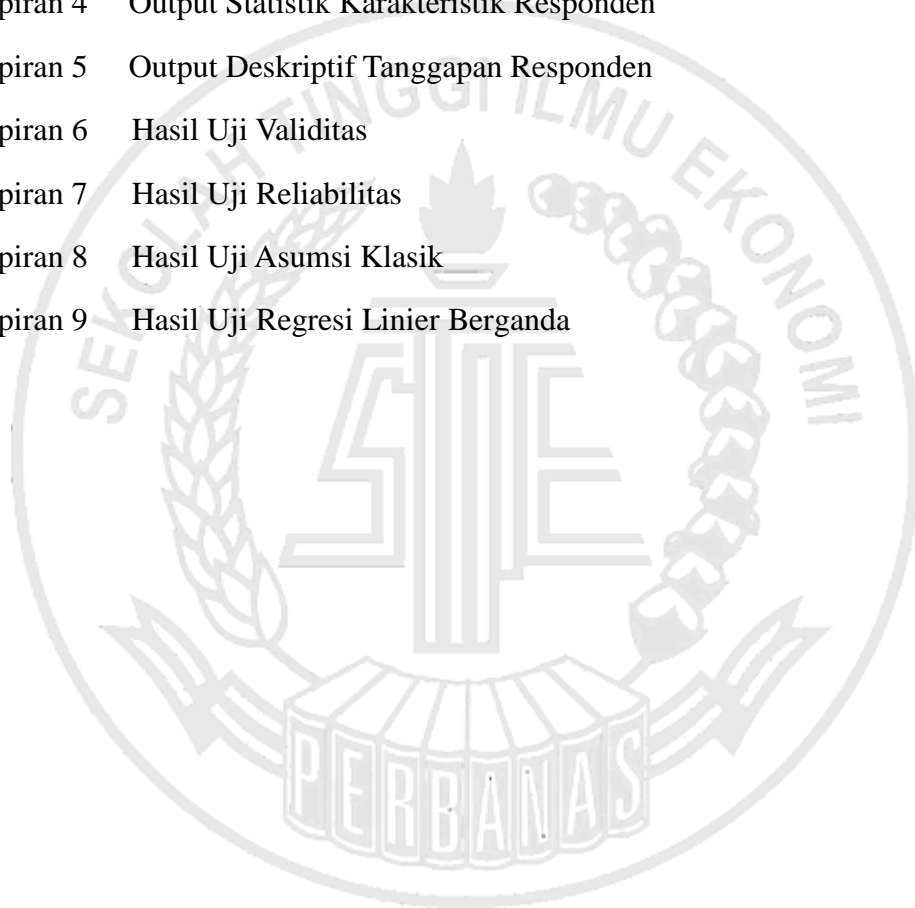 piran 4 Output Statistik Karakteristik Responden
piran 5 Output Deskriptif Tanggapan Responden
piran 6 Hasil Uji Validitas
piran 7 Hasil Uji Reliabilitas
piran 8 Hasil Uji Asumsi Klasik
piran 9 Hasil Uji Regresi Linier Berganda
SEKOLAH TINGGI ILMU EKONOMI
PERBANAS